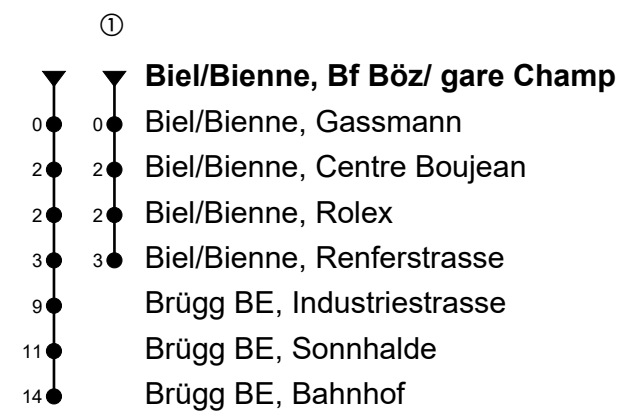 ①
Biel/Bienne, Bf Böz/ gare Champ
0 0 Biel/Bienne, Gassmann
2 2 Biel/Bienne, Centre Boujean
2 2 Biel/Bienne, Rolex
3 3 Biel/Bienne, Renferstrasse
9 Brügg BE, Industriestrasse
11 Brügg BE, Sonnhalde
14 Brügg BE, Bahnhof